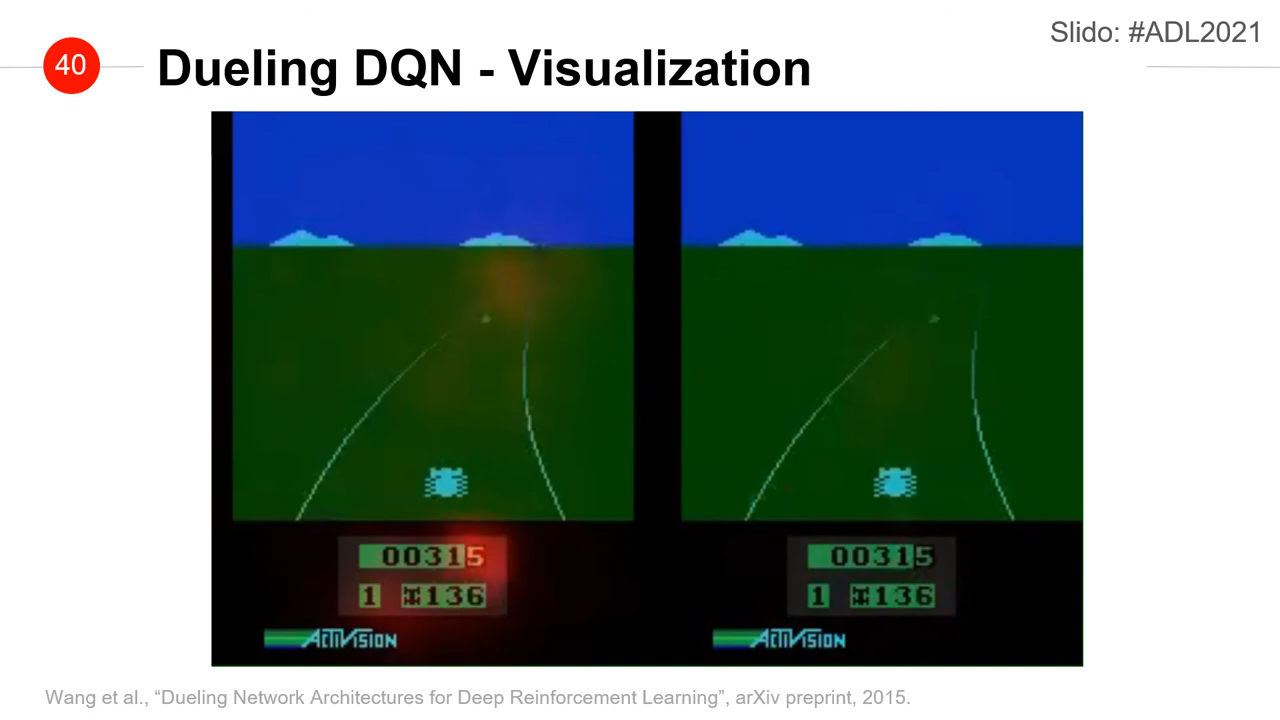 Slido: #ADL2021
40
Dueling DQN - Visualization
00315 00315
1 136 1 136
ACTIVISION ACTIVISION
Wang et al., “Dueling Network Architectures for Deep Reinforcement Learning”, arXiv preprint, 2015.